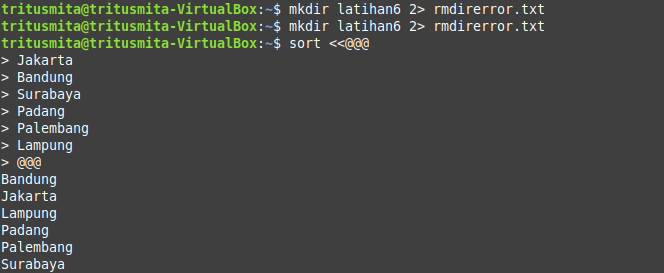 tritusmita@tritusmita-VirtualBox:~$ mkdir latihan6 2> rmdirerror.txt
tritusmita@tritusmita-VirtualBox:~$ mkdir latihan6 2> rmdirerror.txt
tritusmita@tritusmita-VirtualBox:~$ sort <<@@@
> Jakarta
> Bandung
> Surabaya
> Padang
> Palembang
> Lampung
> @@@
Bandung
Jakarta
Lampung
Padang
Palembang
Surabaya